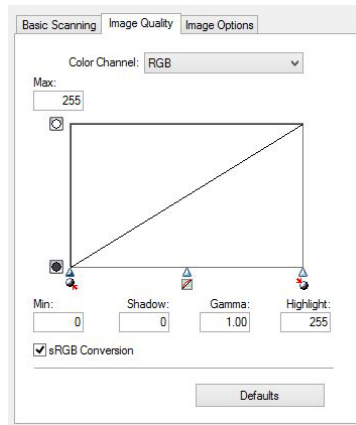 Basic Scanning Image Quality Image Options
Color Channel: RGB
Max:
255
Min: Shadow: Gamma: Highlight:
0 0 1.00 255
sRGB Conversion
Defaults